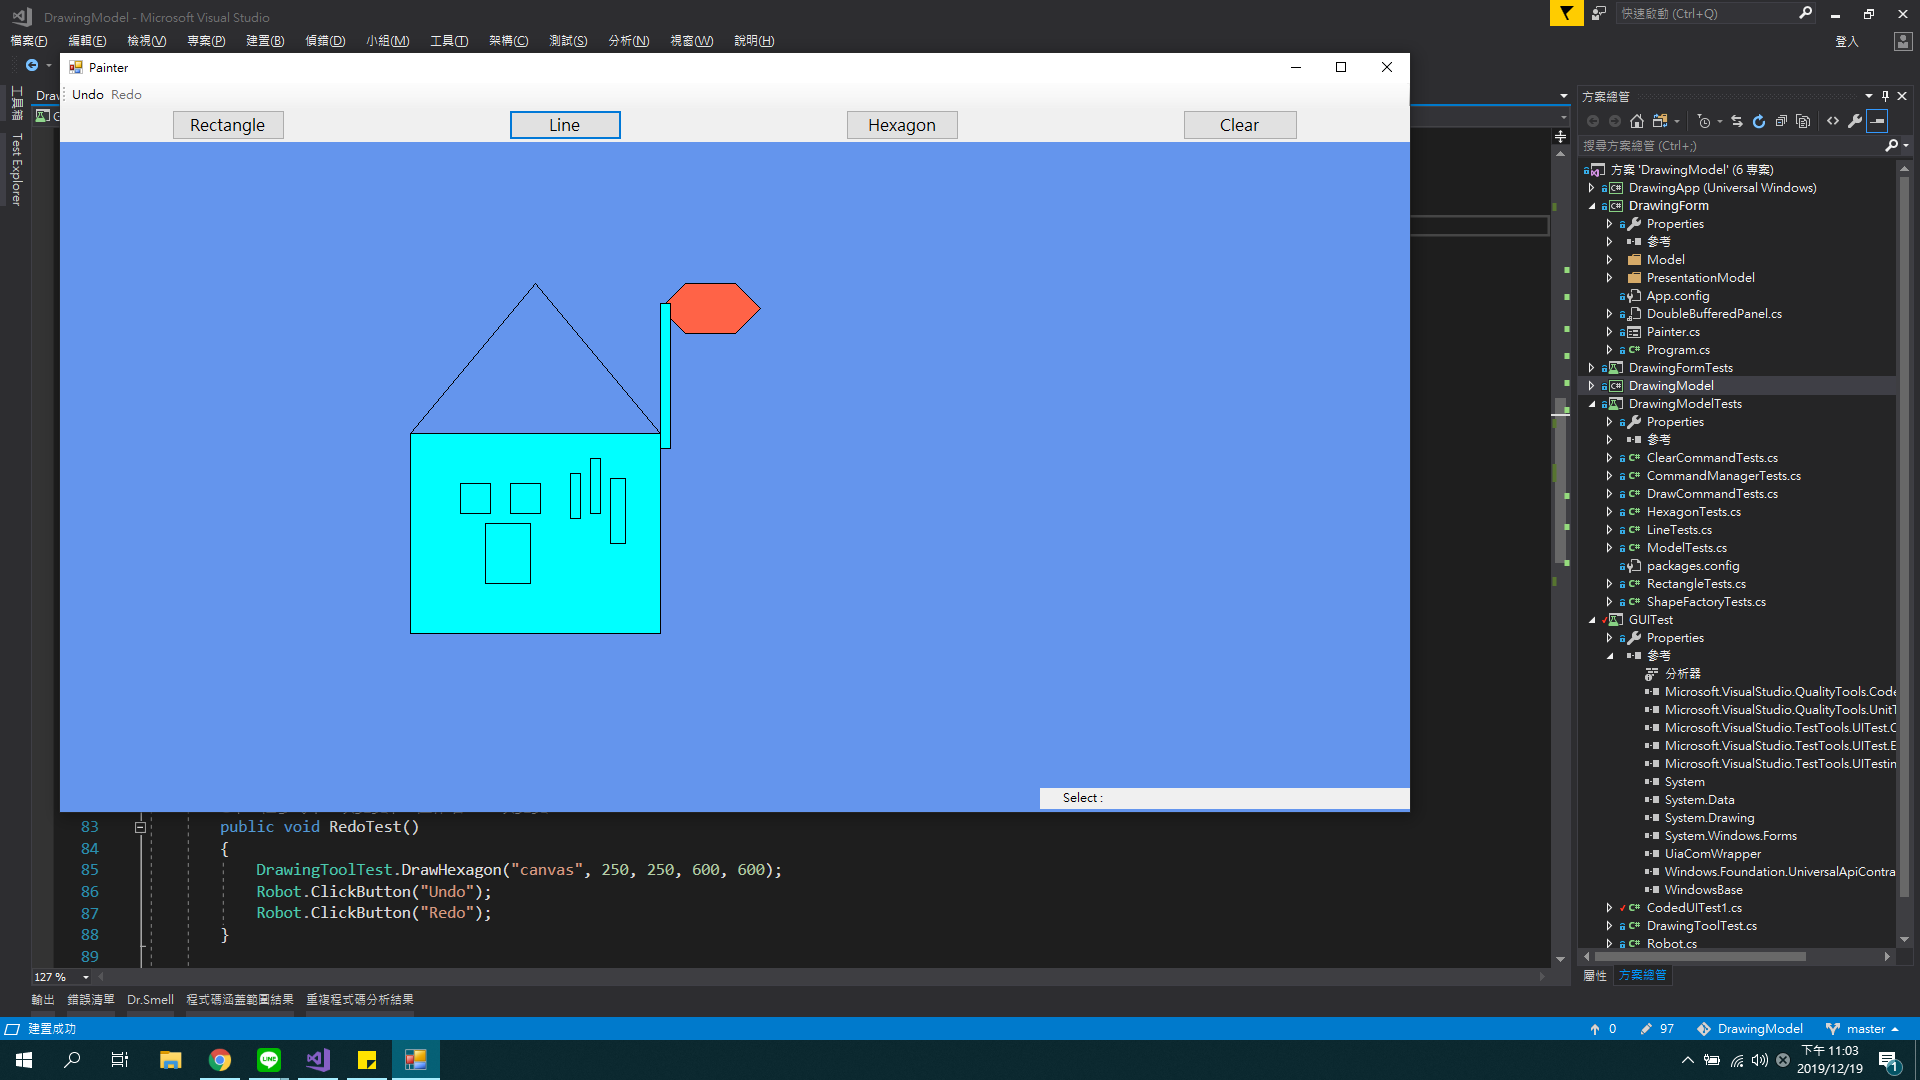 DrawingModel - Microsoft Visual Studio
快速啟動 (Ctrl+Q)
檔案(F) 編輯(E) 檢視(V) 專案(P) 建置(B) 偵錯(D) 小組(M) 工具(T) 架構(C) 測試(S) 分析(N) 視窗(W) 說明(H)
登入
Painter
Undo Redo
Rectangle Line Hexagon Clear
工具箱
Test Explorer
Select :
83 public void RedoTest()
84 {
85 DrawingToolTest.DrawHexagon("canvas", 250, 250, 600, 600);
86 Robot.ClickButton("Undo");
87 Robot.ClickButton("Redo");
88 }
89
127 %
輸出 錯誤清單 Dr.Smell 程式碼涵蓋範圍結果 重複程式碼分析結果
方案總管
搜尋方案總管 (Ctrl+;)
方案 'DrawingModel' (6 專案)
DrawingApp (Universal Windows)
DrawingForm
Properties
參考
Model
PresentationModel
App.config
DoubleBufferedPanel.cs
Painter.cs
Program.cs
DrawingFormTests
DrawingModel
DrawingModelTests
Properties
參考
ClearCommandTests.cs
CommandManagerTests.cs
DrawCommandTests.cs
HexagonTests.cs
LineTests.cs
ModelTests.cs
packages.config
RectangleTests.cs
ShapeFactoryTests.cs
GUITest
Properties
參考
分析器
Microsoft.VisualStudio.QualityTools.Code
Microsoft.VisualStudio.QualityTools.UnitT
Microsoft.VisualStudio.TestTools.UITest.C
Microsoft.VisualStudio.TestTools.UITest.E
Microsoft.VisualStudio.TestTools.UITestin
System
System.Data
System.Drawing
System.Windows.Forms
UiaComWrapper
Windows.Foundation.UniversalApiContra
WindowsBase
CodedUITest1.cs
DrawingToolTest.cs
Robot.cs
屬性 方案總管
建置成功
0 97 DrawingModel master
下午 11:03
2019/12/19
1